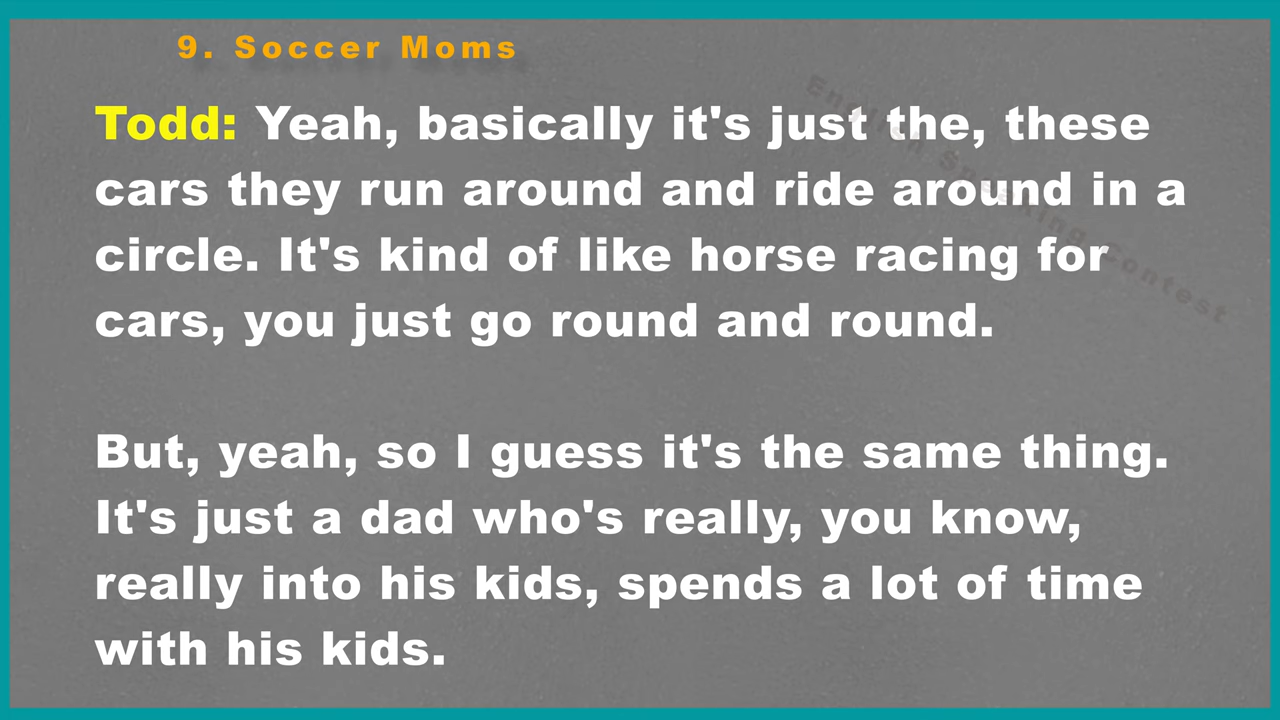 9. Soccer Moms
Todd: Yeah, basically it's just the, these
cars they run around and ride around in a
circle. It's kind of like horse racing for
cars, you just go round and round.
But, yeah, so I guess it's the same thing.
It's just a dad who's really, you know,
really into his kids, spends a lot of time
with his kids.
English Speaking Contest